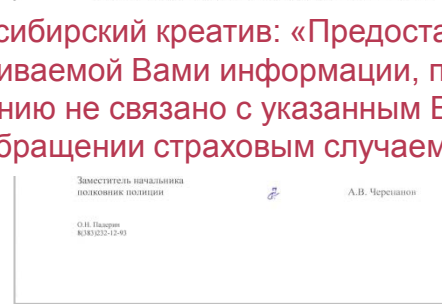 сибирский креатив: «Предоста
иваемой Вами информации, п
нию не связано с указанным В
бращении страховым случаем
Заместитель начальника
полковник полиции
А.В. Черепанов
О.Н. Падерин
8(383)232-12-93